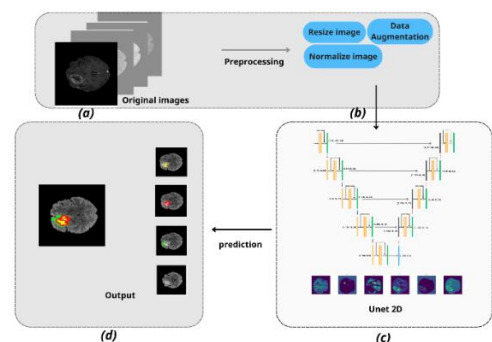 Resize image
Data
Augmentation
Preprocessing
Normalize image
Original images
(a)
(b)
prediction
Output
Unet 2D
(d)
(c)